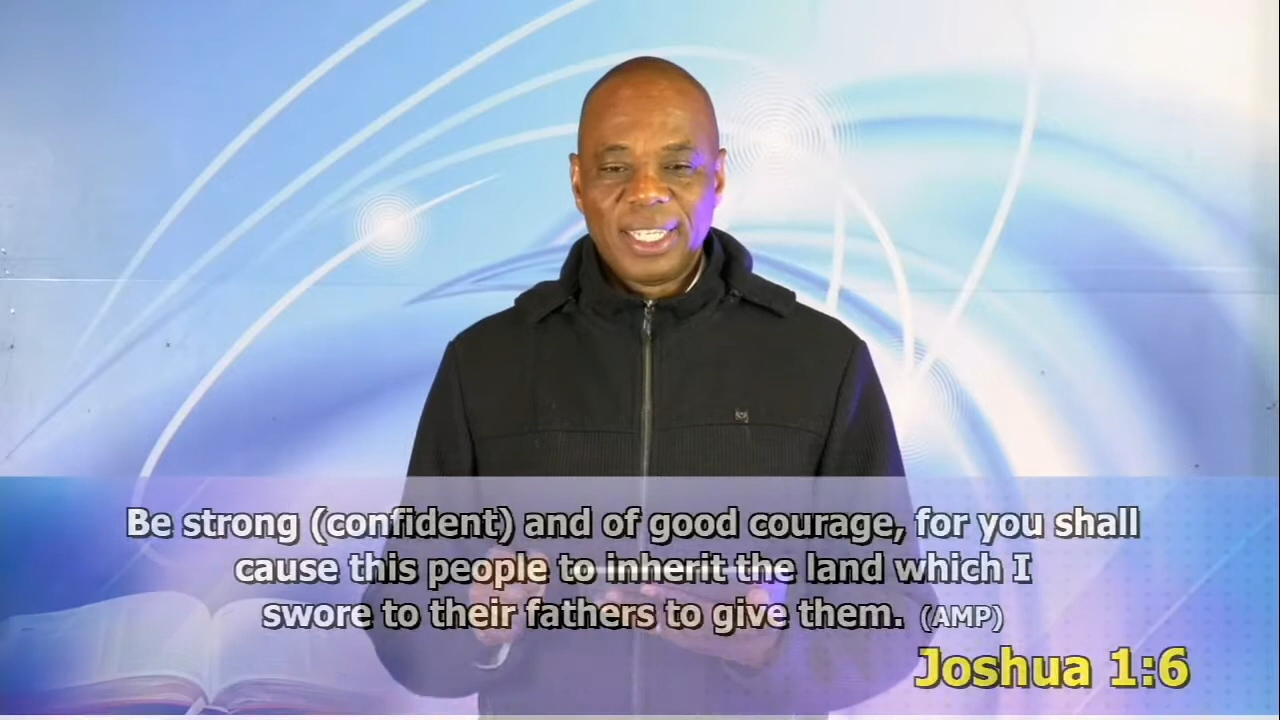 Be strong (confident) and of good courage, for you shall
cause this people to inherit the land which I
swore to their fathers to give them. (AMP)
Joshua 1:6